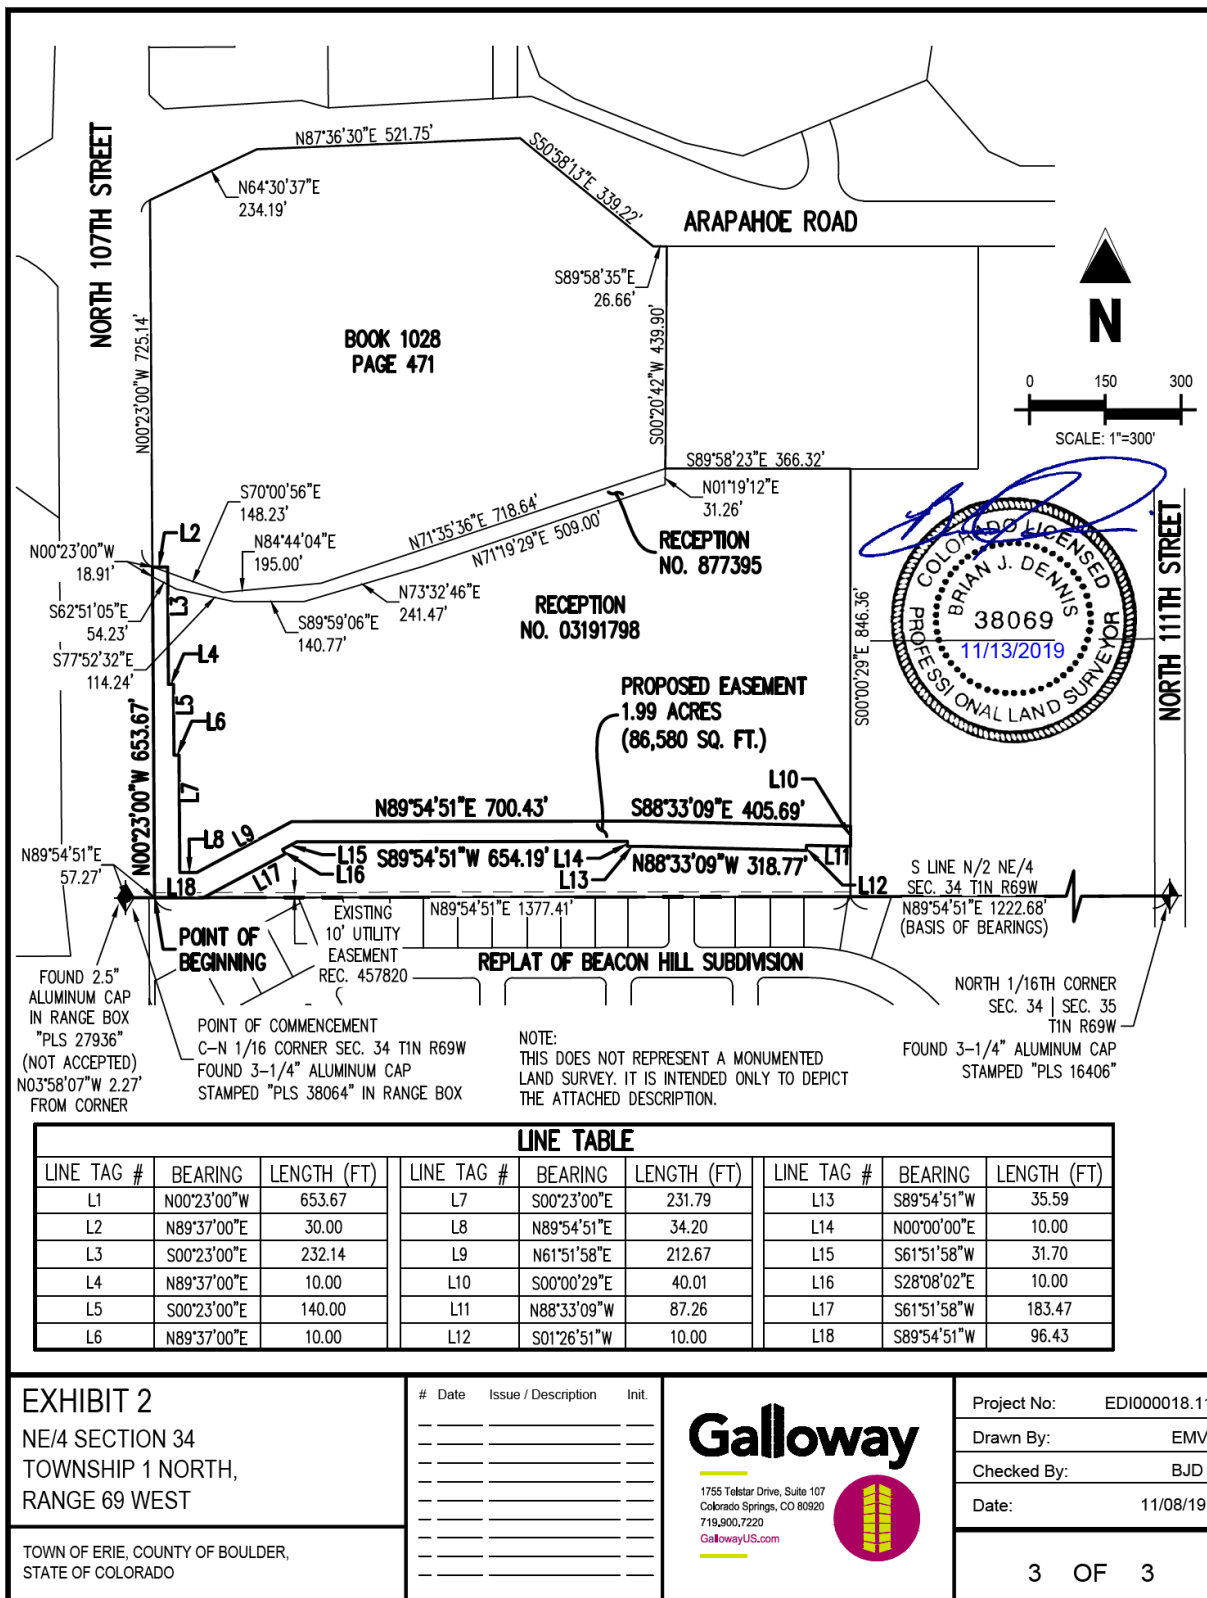 NORTH 107TH STREET
N87°36'30"E 521.75'
S50°58'13"E 339.22'
N64°30'37"E
234.19'
ARAPAHOE ROAD
S89°58'35"E
26.66'
N
BOOK 1028
PAGE 471
N00°23'00"W 725.14'
S00°20'42"W 439.90'
0 150 300
SCALE: 1"=300'
S89°58'23"E 366.32'
S70°00'56"E
148.23'
N71°35'36"E 718.64'
N71°19'29"E 509.00'
N01°19'12"E
31.26'
L2
N84°44'04"E
195.00'
N00°23'00"W
18.91'
RECEPTION
NO. 877395
COLORADO LICENSED
BRIAN J. DENNIS
38069
11/13/2019
PROFESSIONAL LAND SURVEYOR
NORTH 111TH STREET
L3
S62°51'05"E
54.23'
N73°32'46"E
241.47'
RECEPTION
NO. 03191798
S89°59'06"E
140.77'
S00°00'29"E 846.36'
S77°52'32"E
114.24'
L4
L5
PROPOSED EASEMENT
1.99 ACRES
(86,580 SQ. FT.)
L6
N00°23'00"W 653.67'
L7
L10
N89°54'51"E 700.43'
S88°33'09"E 405.69'
L8
L9
N89°54'51"E
57.27'
L15
L16
L17
S89°54'51"W 654.19'
L14
L13
N88°33'09"W 318.77'
L11
L12
L18
S LINE N/2 NE/4
SEC. 34 T1N R69W
N89°54'51"E 1222.68'
(BASIS OF BEARINGS)
N89°54'51"E 1377.41'
EXISTING
10' UTILITY
EASEMENT
REC. 457820
POINT OF
BEGINNING
REPLAT OF BEACON HILL SUBDIVISION
FOUND 2.5"
ALUMINUM CAP
IN RANGE BOX
"PLS 27936"
(NOT ACCEPTED)
N03°58'07"W 2.27'
FROM CORNER
POINT OF COMMENCEMENT
C-N 1/16 CORNER SEC. 34 T1N R69W
FOUND 3-1/4" ALUMINUM CAP
STAMPED "PLS 38064" IN RANGE BOX
NOTE:
THIS DOES NOT REPRESENT A MONUMENTED
LAND SURVEY. IT IS INTENDED ONLY TO DEPICT
THE ATTACHED DESCRIPTION.
NORTH 1/16TH CORNER
SEC. 34 | SEC. 35
T1N R69W
FOUND 3-1/4" ALUMINUM CAP
STAMPED "PLS 16406"
LINE TABLE
LINE TAG # BEARING LENGTH (FT) LINE TAG # BEARING LENGTH (FT) LINE TAG # BEARING LENGTH (FT)
L1 N00°23'00"W 653.67 L7 S00°23'00"E 231.79 L13 S89°54'51"W 35.59
L2 N89°37'00"E 30.00 L8 N89°54'51"E 34.20 L14 N00°00'00"E 10.00
L3 S00°23'00"E 232.14 L9 N61°51'58"E 212.67 L15 S61°51'58"W 31.70
L4 N89°37'00"E 10.00 L10 S00°00'29"E 40.01 L16 S28°08'02"E 10.00
L5 S00°23'00"E 140.00 L11 N88°33'09"W 87.26 L17 S61°51'58"W 183.47
L6 N89°37'00"E 10.00 L12 S01°26'51"W 10.00 L18 S89°54'51"W 96.43
EXHIBIT 2
NE/4 SECTION 34
TOWNSHIP 1 NORTH,
RANGE 69 WEST
TOWN OF ERIE, COUNTY OF BOULDER,
STATE OF COLORADO
# Date Issue / Description Init.
Galloway
1755 Telstar Drive, Suite 107
Colorado Springs, CO 80920
719.900.7220
GallowayUS.com
Project No: EDI000018.11
Drawn By: EMV
Checked By: BJD
Date: 11/08/19
3 OF 3